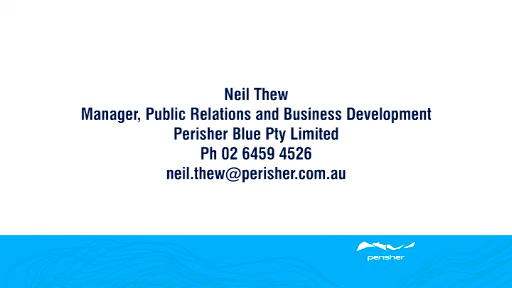 Neil Thew
Manager, Public Relations and Business Development
Perisher Blue Pty Limited
Ph 02 6459 4526
neil.thew@perisher.com.au
perisher